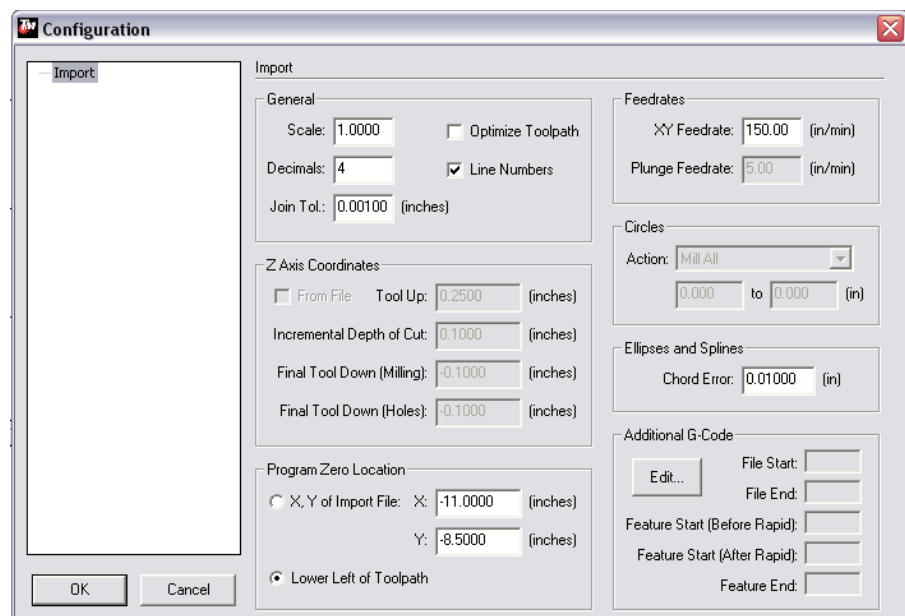 Configuration
Import
Import
General
Scale: 1.0000
Optimize Toolpath
Decimals: 4
Line Numbers
Join Tol.: 0.00100 (inches)
Z Axis Coordinates
From File Tool Up: 0.2500 (inches)
Incremental Depth of Cut: 0.1000 (inches)
Final Tool Down (Milling): -0.1000 (inches)
Final Tool Down (Holes): -0.1000 (inches)
Program Zero Location
X, Y of Import File: X: -11.0000 (inches)
Y: -8.5000 (inches)
Lower Left of Toolpath
Feedrates
XY Feedrate: 150.00 (in/min)
Plunge Feedrate: 5.00 (in/min)
Circles
Action: Mill All
0.000 to 0.000 (in)
Ellipses and Splines
Chord Error: 0.01000 (in)
Additional G-Code
Edit...
File Start:
File End:
Feature Start (Before Rapid):
Feature Start (After Rapid):
Feature End:
OK
Cancel